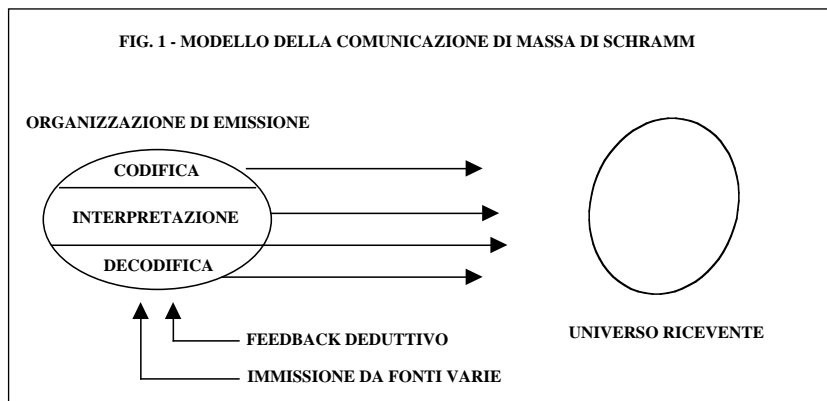 FIG. 1 - MODELLO DELLA COMUNICAZIONE DI MASSA DI SCHRAMM
ORGANIZZAZIONE DI EMISSIONE
CODIFICA
INTERPRETAZIONE
DECODIFICA
FEEDBACK DEDUTTIVO
IMMISSIONE DA FONTI VARIE
UNIVERSO RICEVENTE